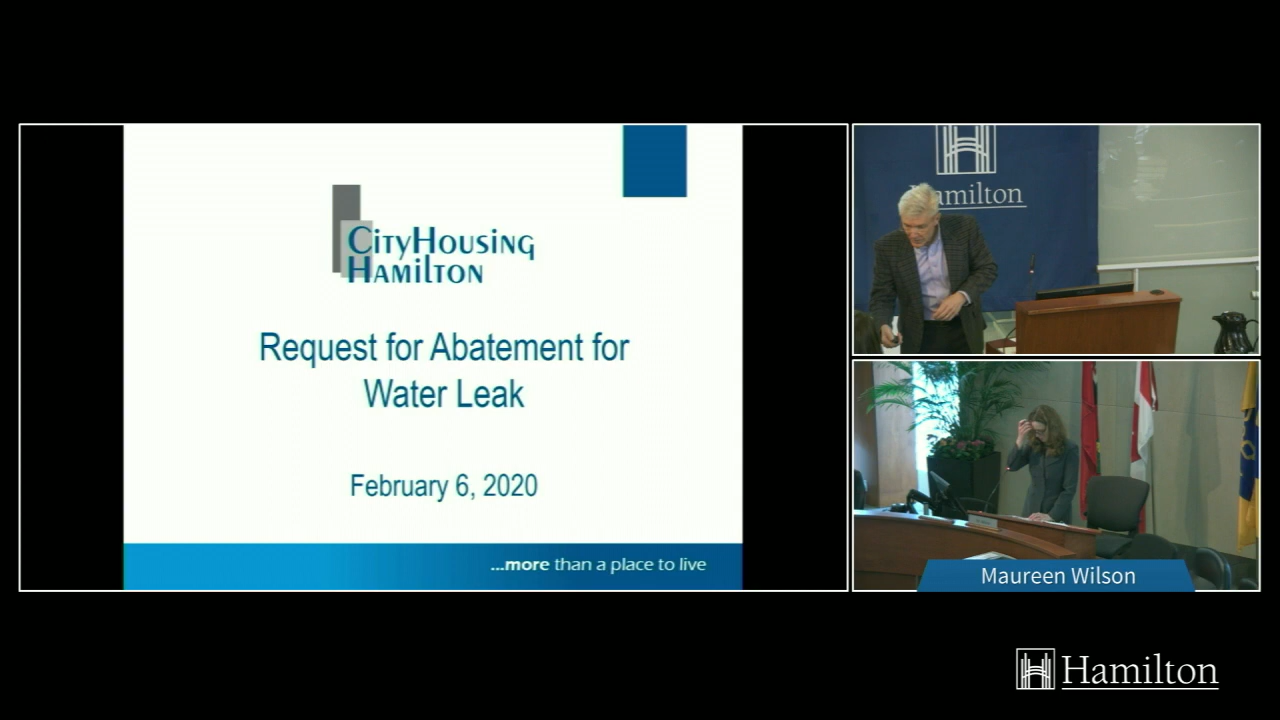 CityHousing
Hamilton
Request for Abatement for
Water Leak
February 6, 2020
...more than a place to live
Hamilton
Maureen Wilson
Hamilton